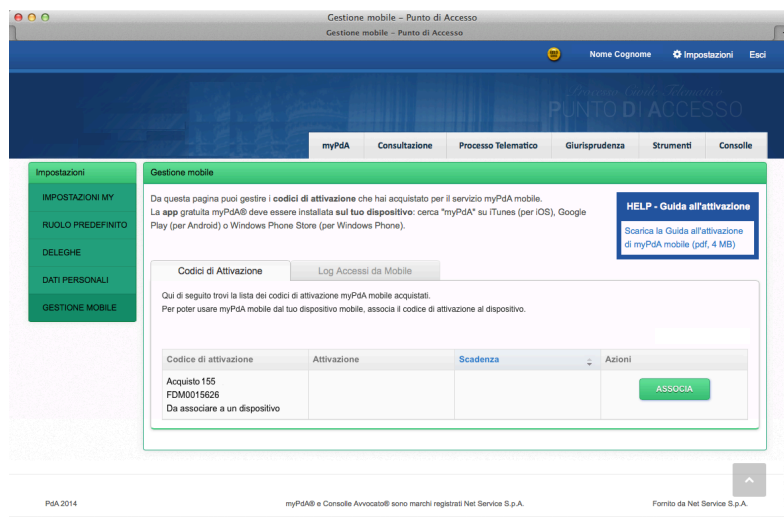 Gestione mobile – Punto di Accesso
Gestione mobile – Punto di Accesso
Nome Cognome Impostazioni Esci
Processo Civile Telematico
PUNTO DI ACCESSO
myPdA Consultazione Processo Telematico Giurisprudenza Strumenti Consolle
Impostazioni
IMPOSTAZIONI MY
RUOLO PREDEFINITO
DELEGHE
DATI PERSONALI
GESTIONE MOBILE
Gestione mobile
Da questa pagina puoi gestire i codici di attivazione che hai acquistato per il servizio myPdA mobile.
La app gratuita myPdA® deve essere installata sul tuo dispositivo: cerca "myPdA" su iTunes (per iOS), Google
Play (per Android) o Windows Phone Store (per Windows Phone).
HELP - Guida all'attivazione
Scarica la Guida all'attivazione
di myPdA mobile (pdf, 4 MB)
Codici di Attivazione Log Accessi da Mobile
Qui di seguito trovi la lista dei codici di attivazione myPdA mobile acquistati.
Per poter usare myPdA mobile dal tuo dispositivo mobile, associa il codice di attivazione al dispositivo.
Codice di attivazione Attivazione Scadenza Azioni
Acquisto 155
FDM0015626
Da associare a un dispositivo
ASSOCIA
PdA 2014 myPdA® e Consolle Avvocato® sono marchi registrati Net Service S.p.A. Fornito da Net Service S.p.A.